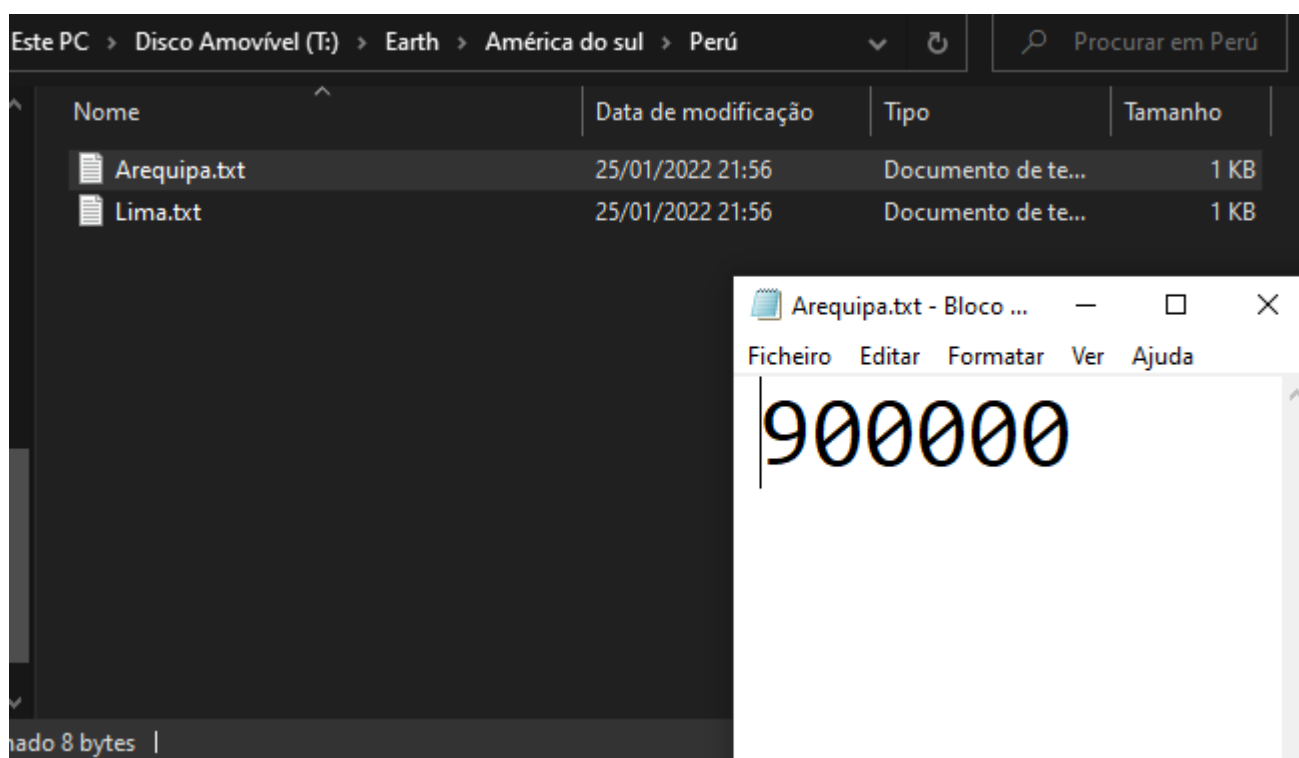 Este PC > Disco Amovível (T:) > Earth > América do sul > Perú
Procurar em Perú
Nome Data de modificação Tipo Tamanho
Arequipa.txt 25/01/2022 21:56 Documento de te... 1 KB
Lima.txt 25/01/2022 21:56 Documento de te... 1 KB
Arequipa.txt - Bloco ...
Ficheiro Editar Formatar Ver Ajuda
900000
nado 8 bytes